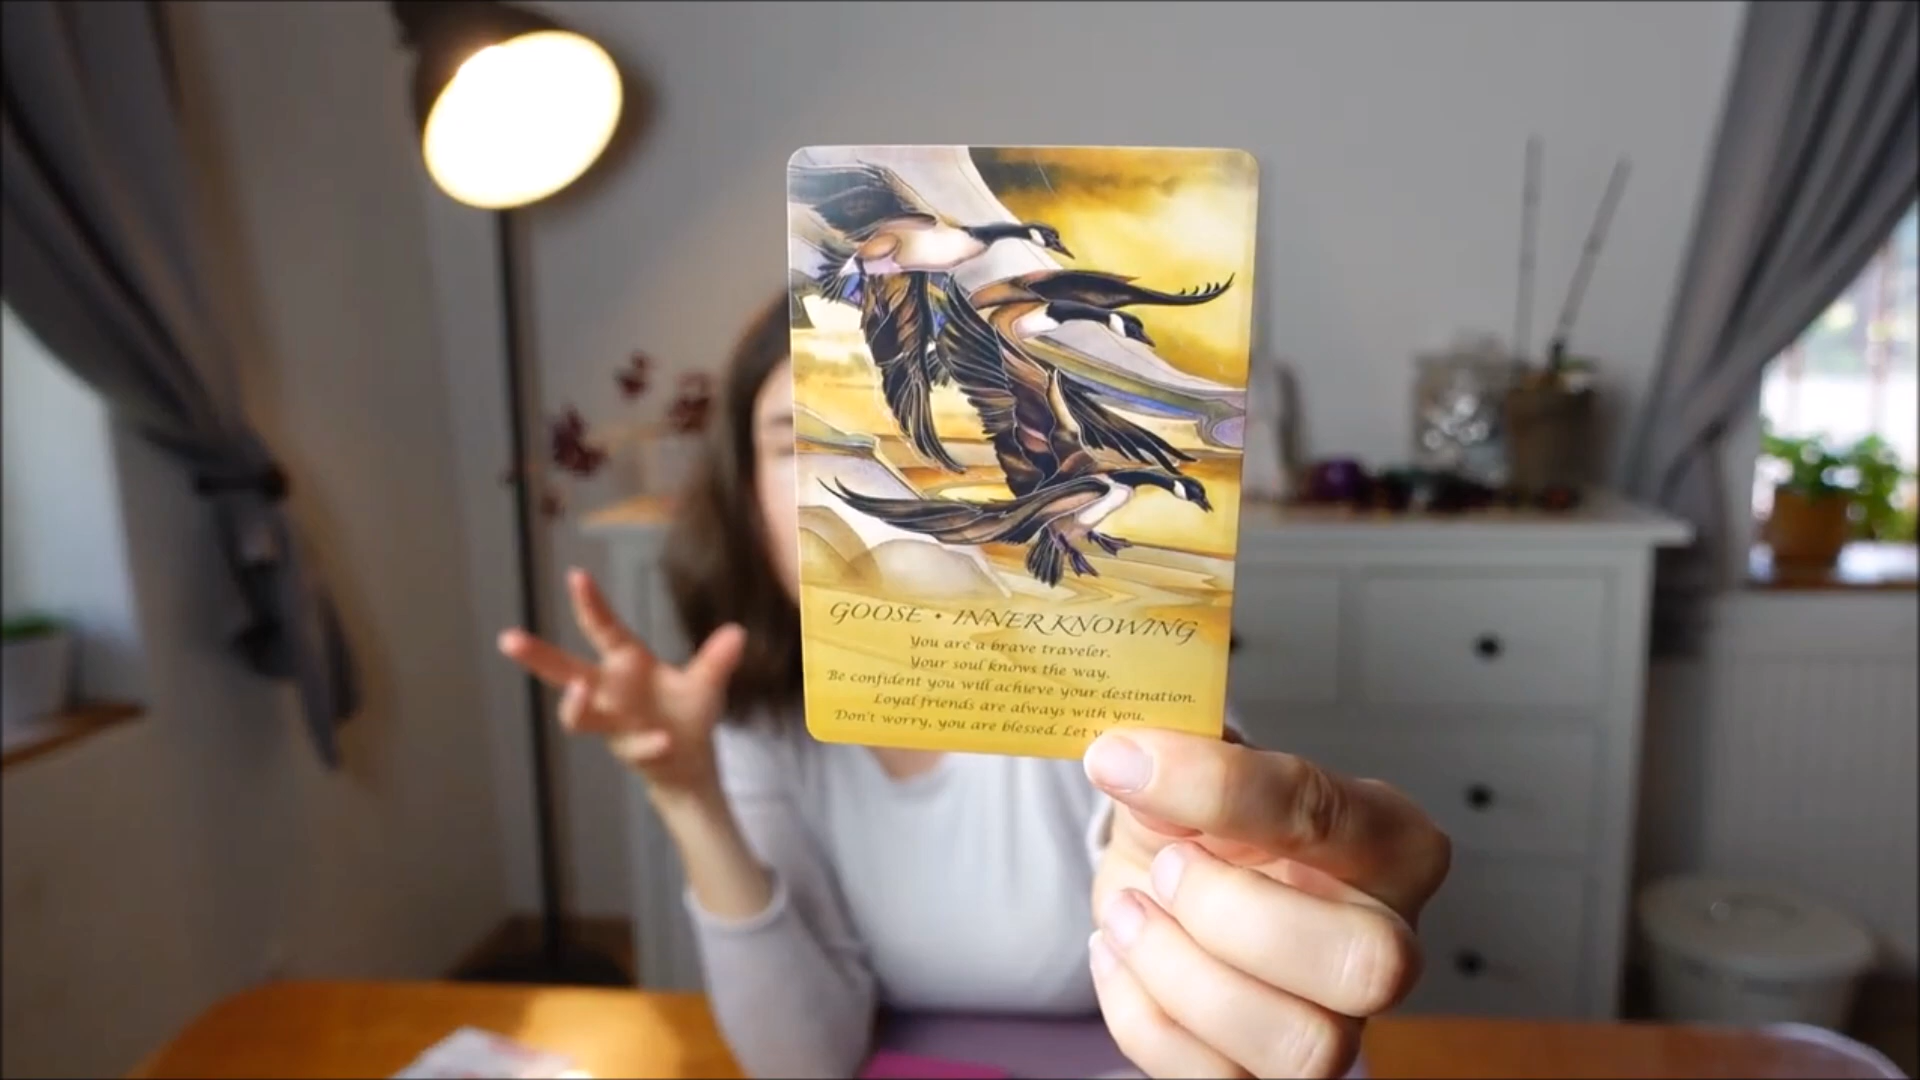 GOOSE • INNER KNOWING
You are a brave traveler.
Your soul knows the way.
Be confident you will achieve your destination.
Loyal friends are always with you.
Don't worry, you are blessed. Let